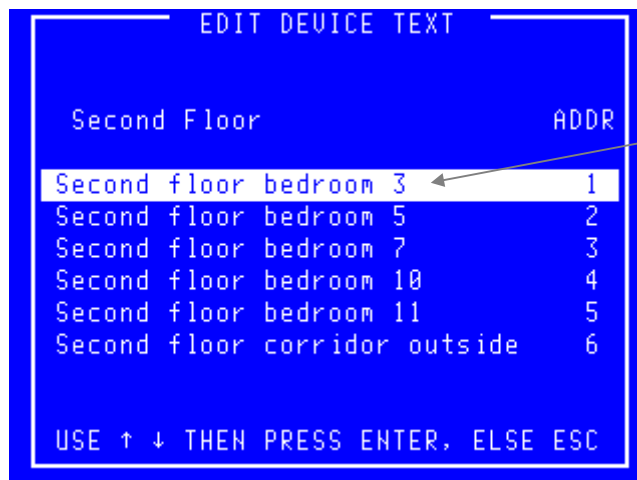 EDIT DEVICE TEXT
Second Floor ADDR
Second floor bedroom 3 1
Second floor bedroom 5 2
Second floor bedroom 7 3
Second floor bedroom 10 4
Second floor bedroom 11 5
Second floor corridor outside 6
USE ↑ ↓ THEN PRESS ENTER, ELSE ESC